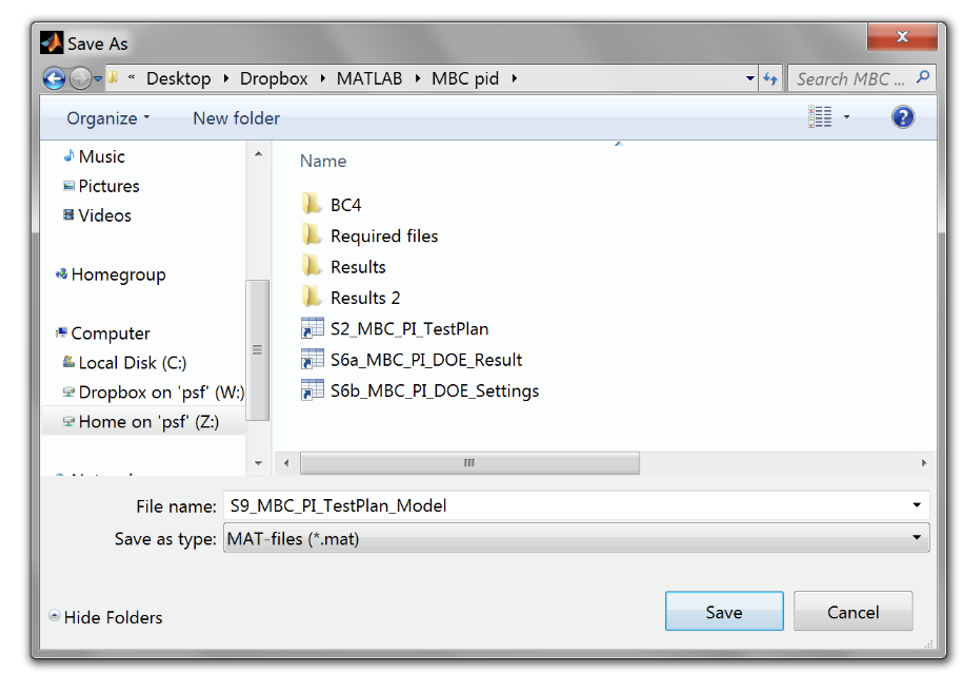 Save As
« Desktop Dropbox MATLAB MBC pid
Search MBC ...
Organize
New folder
Music
Pictures
Videos
Homegroup
Computer
Local Disk (C:)
Dropbox on 'psf' (W:)
Home on 'psf' (Z:)
Name
BC4
Required files
Results
Results 2
S2_MBC_PI_TestPlan
S6a_MBC_PI_DOE_Result
S6b_MBC_PI_DOE_Settings
File name: S9_MBC_PI_TestPlan_Model
Save as type: MAT-files (*.mat)
Hide Folders
Save
Cancel